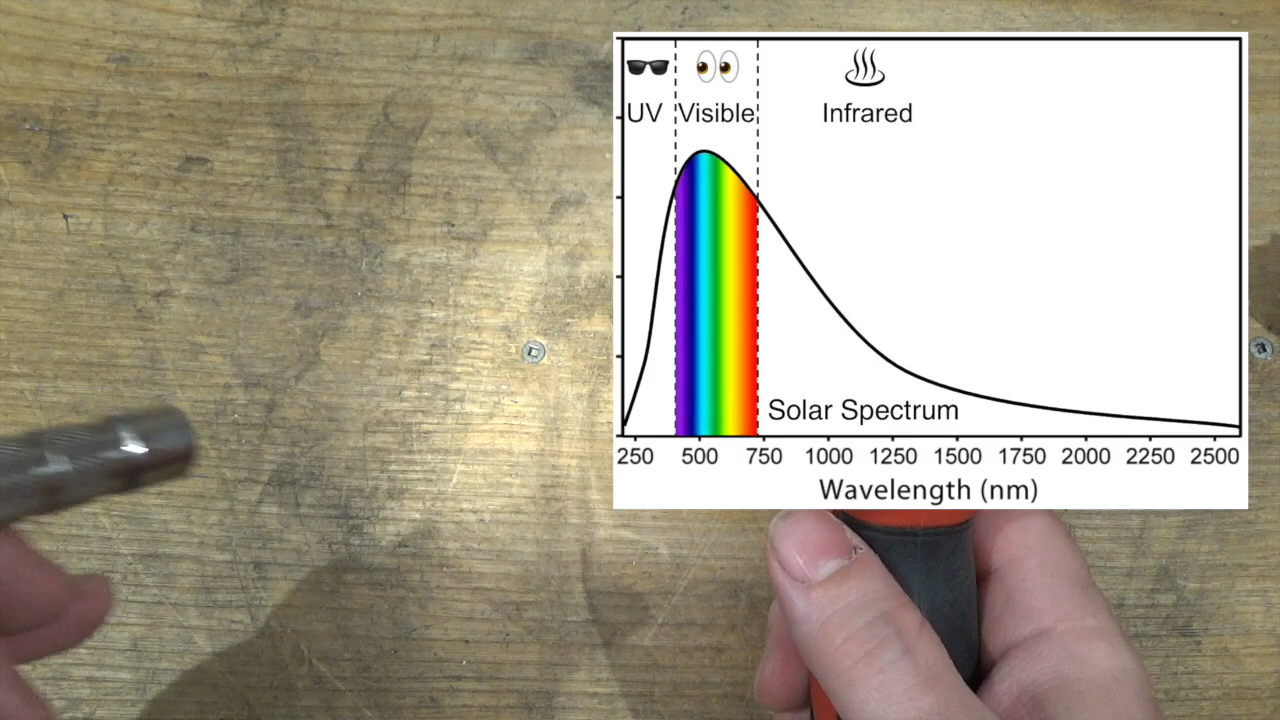 UV Visible Infrared
Solar Spectrum
250 500 750 1000 1250 1500 1750 2000 2250 2500
Wavelength (nm)